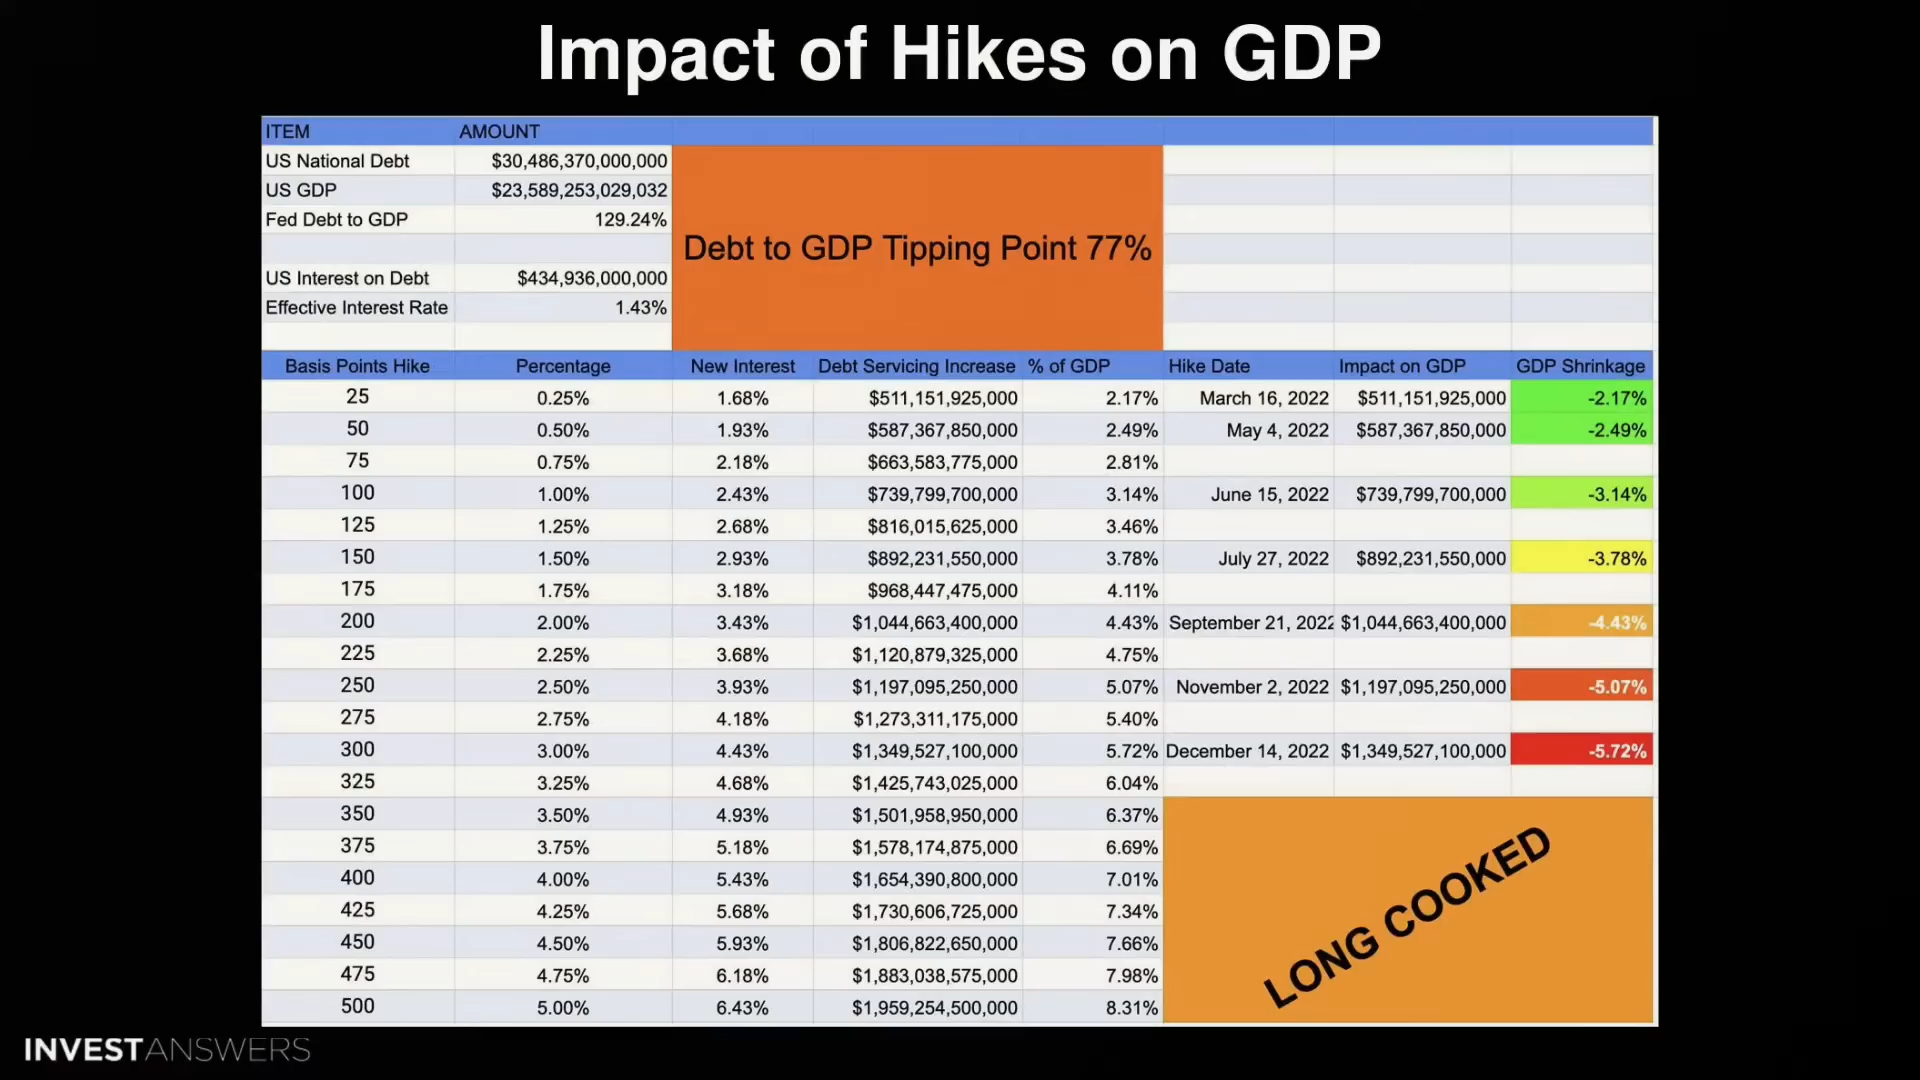 Impact of Hikes on GDP
ITEM AMOUNT
US National Debt $30,486,370,000,000
US GDP $23,589,253,029,032
Fed Debt to GDP 129.24%
Debt to GDP Tipping Point 77%
US Interest on Debt $434,936,000,000
Effective Interest Rate 1.43%
Basis Points Hike Percentage New Interest Debt Servicing Increase % of GDP Hike Date Impact on GDP GDP Shrinkage
25 0.25% 1.68% $511,151,925,000 2.17% March 16, 2022 $511,151,925,000 -2.17%
50 0.50% 1.93% $587,367,850,000 2.49% May 4, 2022 $587,367,850,000 -2.49%
75 0.75% 2.18% $663,583,775,000 2.81%
100 1.00% 2.43% $739,799,700,000 3.14% June 15, 2022 $739,799,700,000 -3.14%
125 1.25% 2.68% $816,015,625,000 3.46%
150 1.50% 2.93% $892,231,550,000 3.78% July 27, 2022 $892,231,550,000 -3.78%
175 1.75% 3.18% $968,447,475,000 4.11%
200 2.00% 3.43% $1,044,663,400,000 4.43% September 21, 2022 $1,044,663,400,000 -4.43%
225 2.25% 3.68% $1,120,879,325,000 4.75%
250 2.50% 3.93% $1,197,095,250,000 5.07% November 2, 2022 $1,197,095,250,000 -5.07%
275 2.75% 4.18% $1,273,311,175,000 5.40%
300 3.00% 4.43% $1,349,527,100,000 5.72% December 14, 2022 $1,349,527,100,000 -5.72%
325 3.25% 4.68% $1,425,743,025,000 6.04%
350 3.50% 4.93% $1,501,958,950,000 6.37%
375 3.75% 5.18% $1,578,174,875,000 6.69%
400 4.00% 5.43% $1,654,390,800,000 7.01%
425 4.25% 5.68% $1,730,606,725,000 7.34%
450 4.50% 5.93% $1,806,822,650,000 7.66%
475 4.75% 6.18% $1,883,038,575,000 7.98%
500 5.00% 6.43% $1,959,254,500,000 8.31%
LONG COOKED
INVESTANSWERS